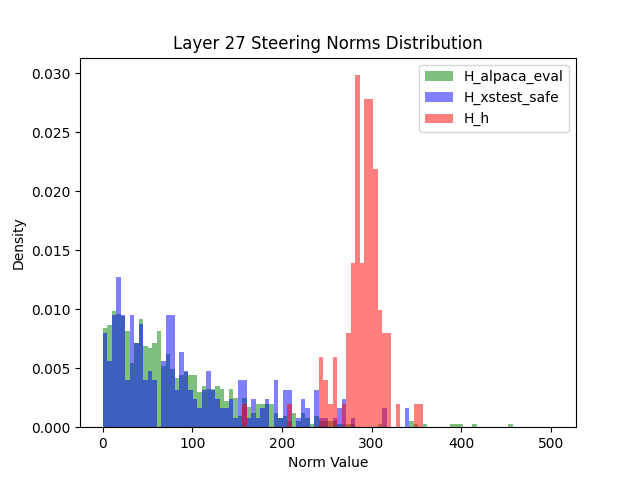 Layer 27 Steering Norms Distribution
H_alpaca_eval
H_xstest_safe
H_h
Density
0.030
0.025
0.020
0.015
0.010
0.005
0.000
0 100 200 300 400 500
Norm Value